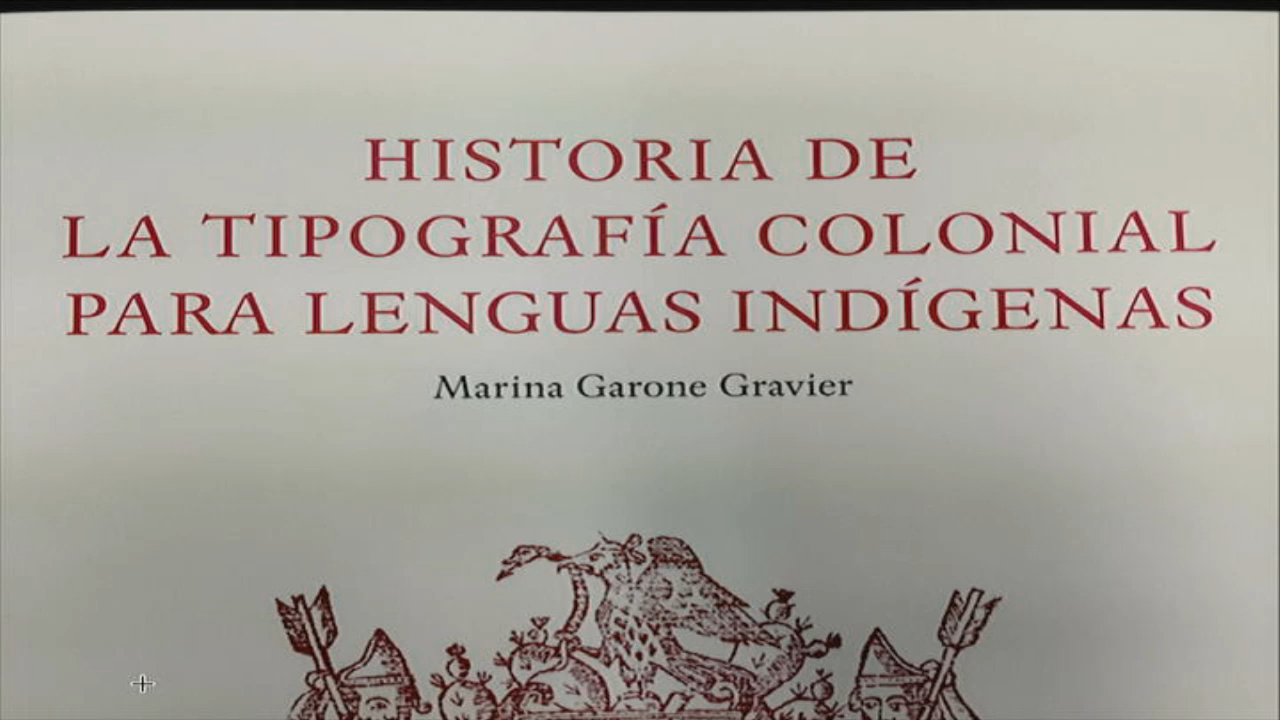 HISTORIA DE
LA TIPOGRAFÍA COLONIAL
PARA LENGUAS INDÍGENAS
Marina Garone Gravier